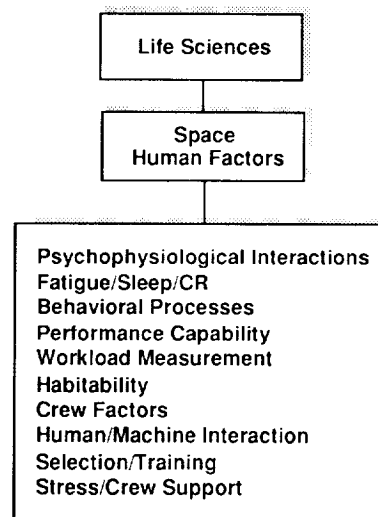 Life Sciences
Space
Human Factors
Psychophysiological Interactions
Fatigue/Sleep/CR
Behavioral Processes
Performance Capability
Workload Measurement
Habitability
Crew Factors
Human/Machine Interaction
Selection/Training
Stress/Crew Support